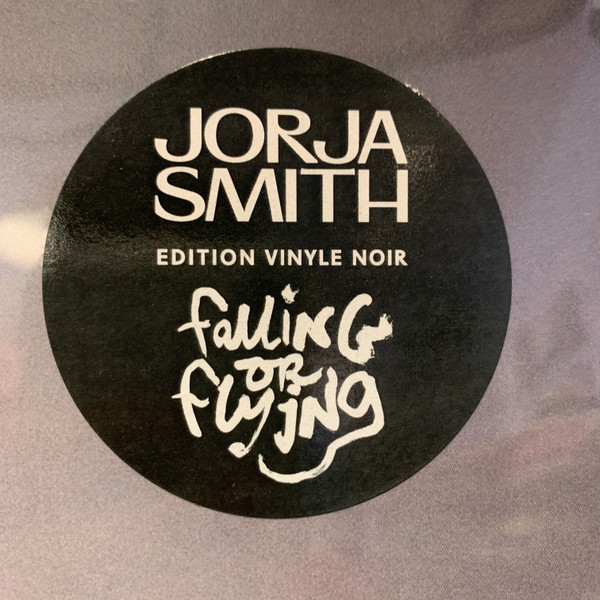 JORJA
SMITH
EDITION VINYLE NOIR
falling
OR
flying